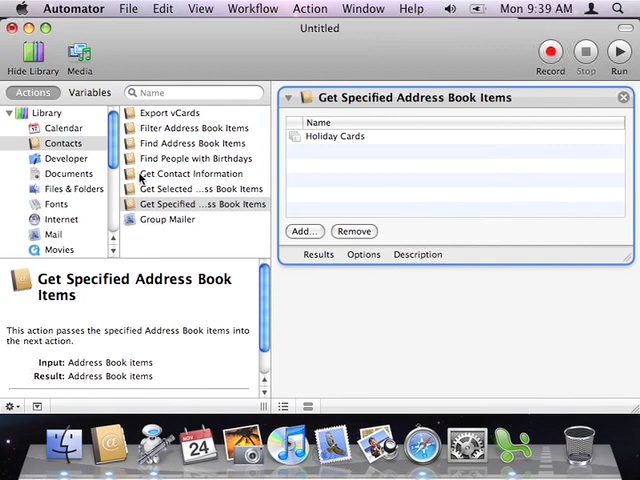 Automator File Edit View Workflow Action Window Help Mon 9:39 AM
Untitled
Hide Library Media Record Stop Run
Actions Variables Name
Library
Calendar
Contacts
Developer
Documents
Files & Folders
Fonts
Internet
Mail
Movies
Export vCards
Filter Address Book Items
Find Address Book Items
Find People with Birthdays
Get Contact Information
Get Selected ...ss Book Items
Get Specified ...ss Book Items
Group Mailer
Get Specified Address Book Items
Name
Holiday Cards
Add... Remove
Results Options Description
Get Specified Address Book
Items
This action passes the specified Address Book items into
the next action.
Input: Address Book items
Result: Address Book items
NOV
24